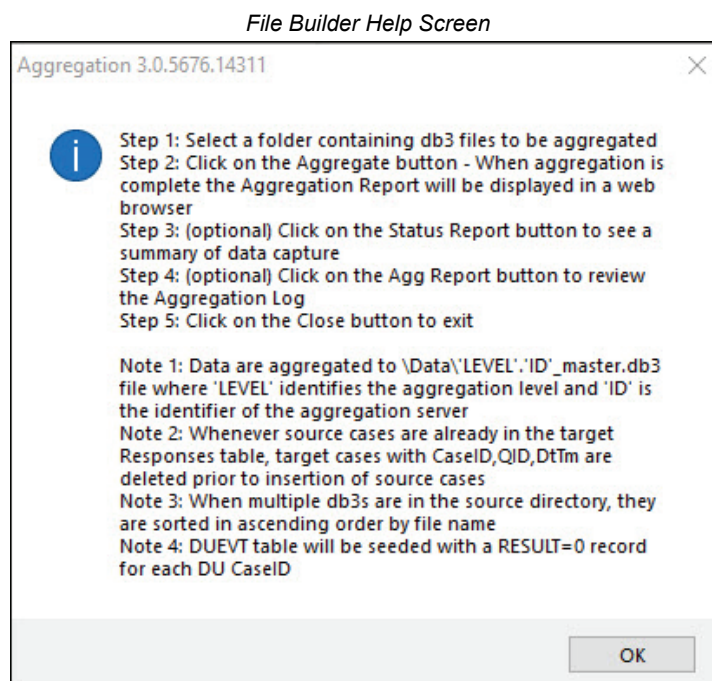 File Builder Help Screen
Aggregation 3.0.5676.14311
Step 1: Select a folder containing db3 files to be aggregated
Step 2: Click on the Aggregate button - When aggregation is
complete the Aggregation Report will be displayed in a web
browser
Step 3: (optional) Click on the Status Report button to see a
summary of data capture
Step 4: (optional) Click on the Agg Report button to review
the Aggregation Log
Step 5: Click on the Close button to exit
Note 1: Data are aggregated to \Data\'LEVEL'.'ID'_master.db3
file where 'LEVEL' identifies the aggregation level and 'ID' is
the identifier of the aggregation server
Note 2: Whenever source cases are already in the target
Responses table, target cases with CaseID,QID,DtTm are
deleted prior to insertion of source cases
Note 3: When multiple db3s are in the source directory, they
are sorted in ascending order by file name
Note 4: DUEVT table will be seeded with a RESULT=0 record
for each DU CaseID
OK